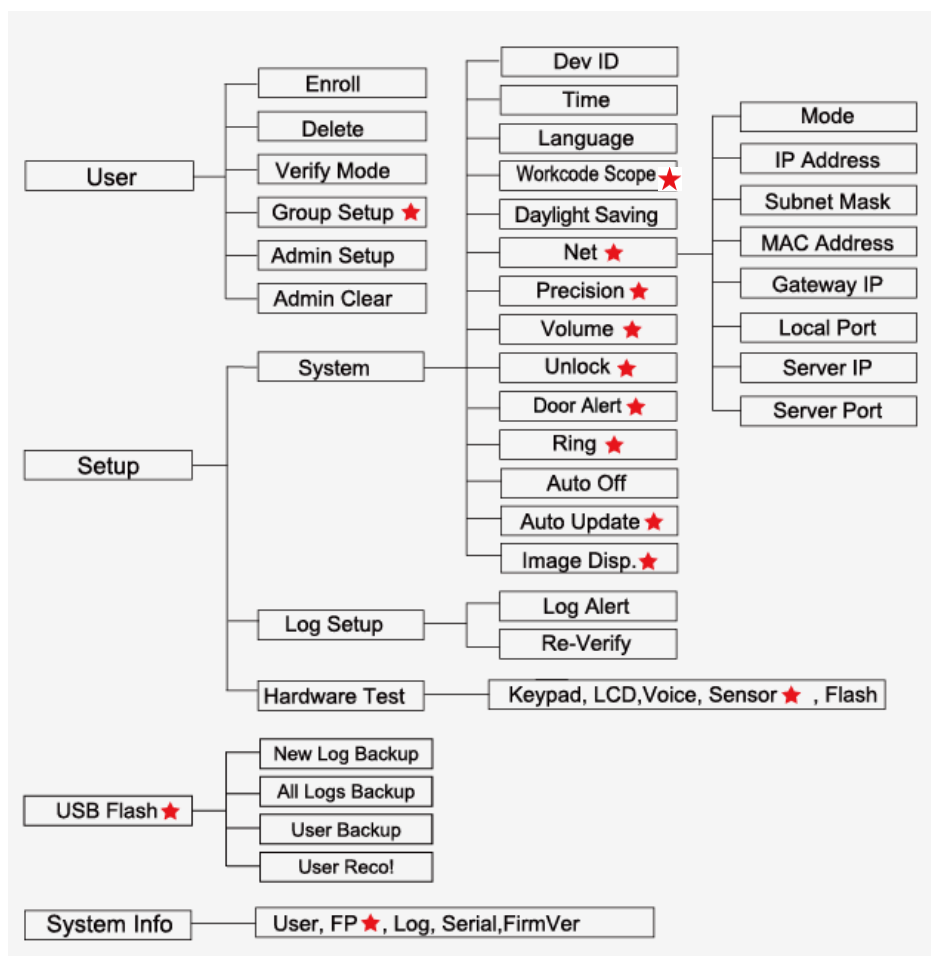 User
Enroll
Delete
Verify Mode
Group Setup ★
Admin Setup
Admin Clear
Setup
System
Dev ID
Time
Language
Workcode Scope ★
Daylight Saving
Net ★
Mode
IP Address
Subnet Mask
MAC Address
Gateway IP
Local Port
Server IP
Server Port
Precision ★
Volume ★
Unlock ★
Door Alert ★
Ring ★
Auto Off
Auto Update ★
Image Disp. ★
Log Setup
Log Alert
Re-Verify
Hardware Test
Keypad, LCD,Voice, Sensor ★ , Flash
USB Flash ★
New Log Backup
All Logs Backup
User Backup
User Reco!
System Info
User, FP ★, Log, Serial,FirmVer